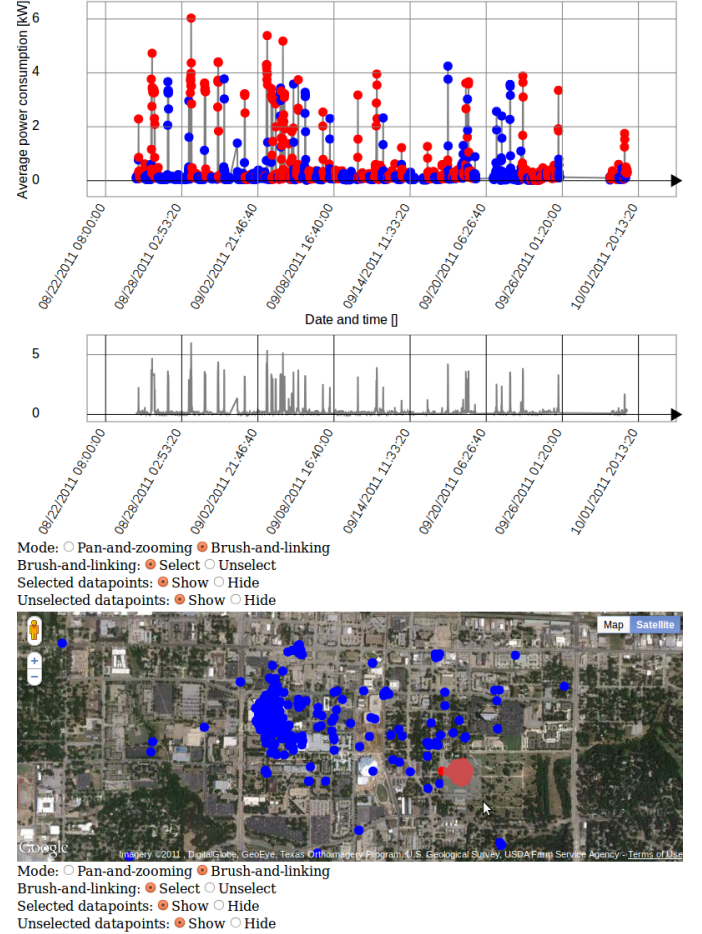 Average power consumption [kW]
6
4
2
0
08/22/2011 08:00:00
08/28/2011 02:53:20
09/02/2011 21:46:40
09/08/2011 16:40:00
09/14/2011 11:33:20
09/20/2011 06:26:40
09/26/2011 01:20:00
10/01/2011 20:13:20
Date and time []
5
0
08/22/2011 08:00:00
08/28/2011 02:53:20
09/02/2011 21:46:40
09/08/2011 16:40:00
09/14/2011 11:33:20
09/20/2011 06:26:40
09/26/2011 01:20:00
10/01/2011 20:13:20
Mode: Pan-and-zooming Brush-and-linking
Brush-and-linking: Select Unselect
Selected datapoints: Show Hide
Unselected datapoints: Show Hide
Map Satellite
+
−
Google
Imagery ©2011 , DigitalGlobe, GeoEye, Texas Orthoimagery Program, U.S. Geological Survey, USDA Farm Service Agency - Terms of Use
Mode: Pan-and-zooming Brush-and-linking
Brush-and-linking: Select Unselect
Selected datapoints: Show Hide
Unselected datapoints: Show Hide